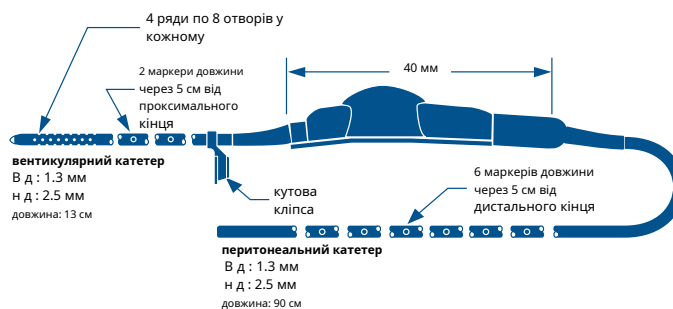 4 ряди по 8 отворів у
кожному
2 маркери довжини
через 5 см від
проксимального
кінця
40 мм
вентикулярний катетер
В д : 1.3 мм
н д : 2.5 мм
довжина: 13 см
кутова
кліпса
6 маркерів довжини
через 5 см від
дистального кінця
перитонеальний катетер
В д : 1.3 мм
н д : 2.5 мм
довжина: 90 см